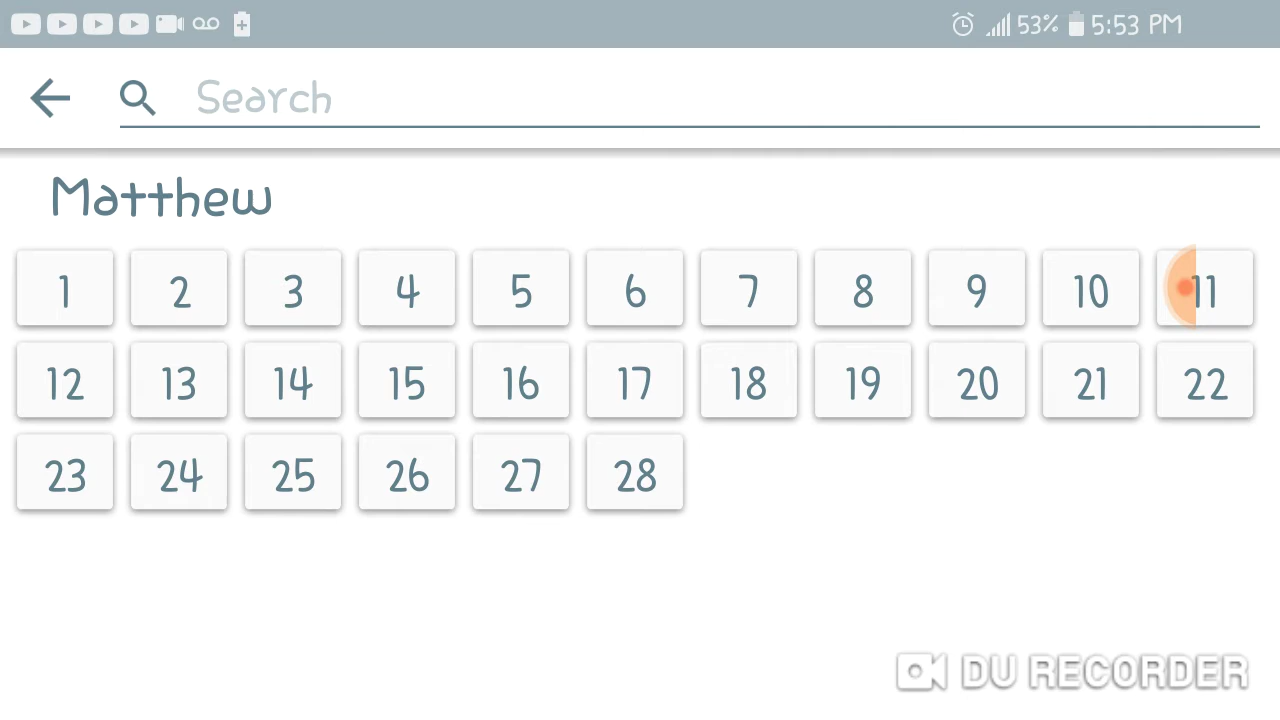 53% 5:53 PM
Search
Matthew
1 2 3 4 5 6 7 8 9 10 11
12 13 14 15 16 17 18 19 20 21 22
23 24 25 26 27 28
DU RECORDER